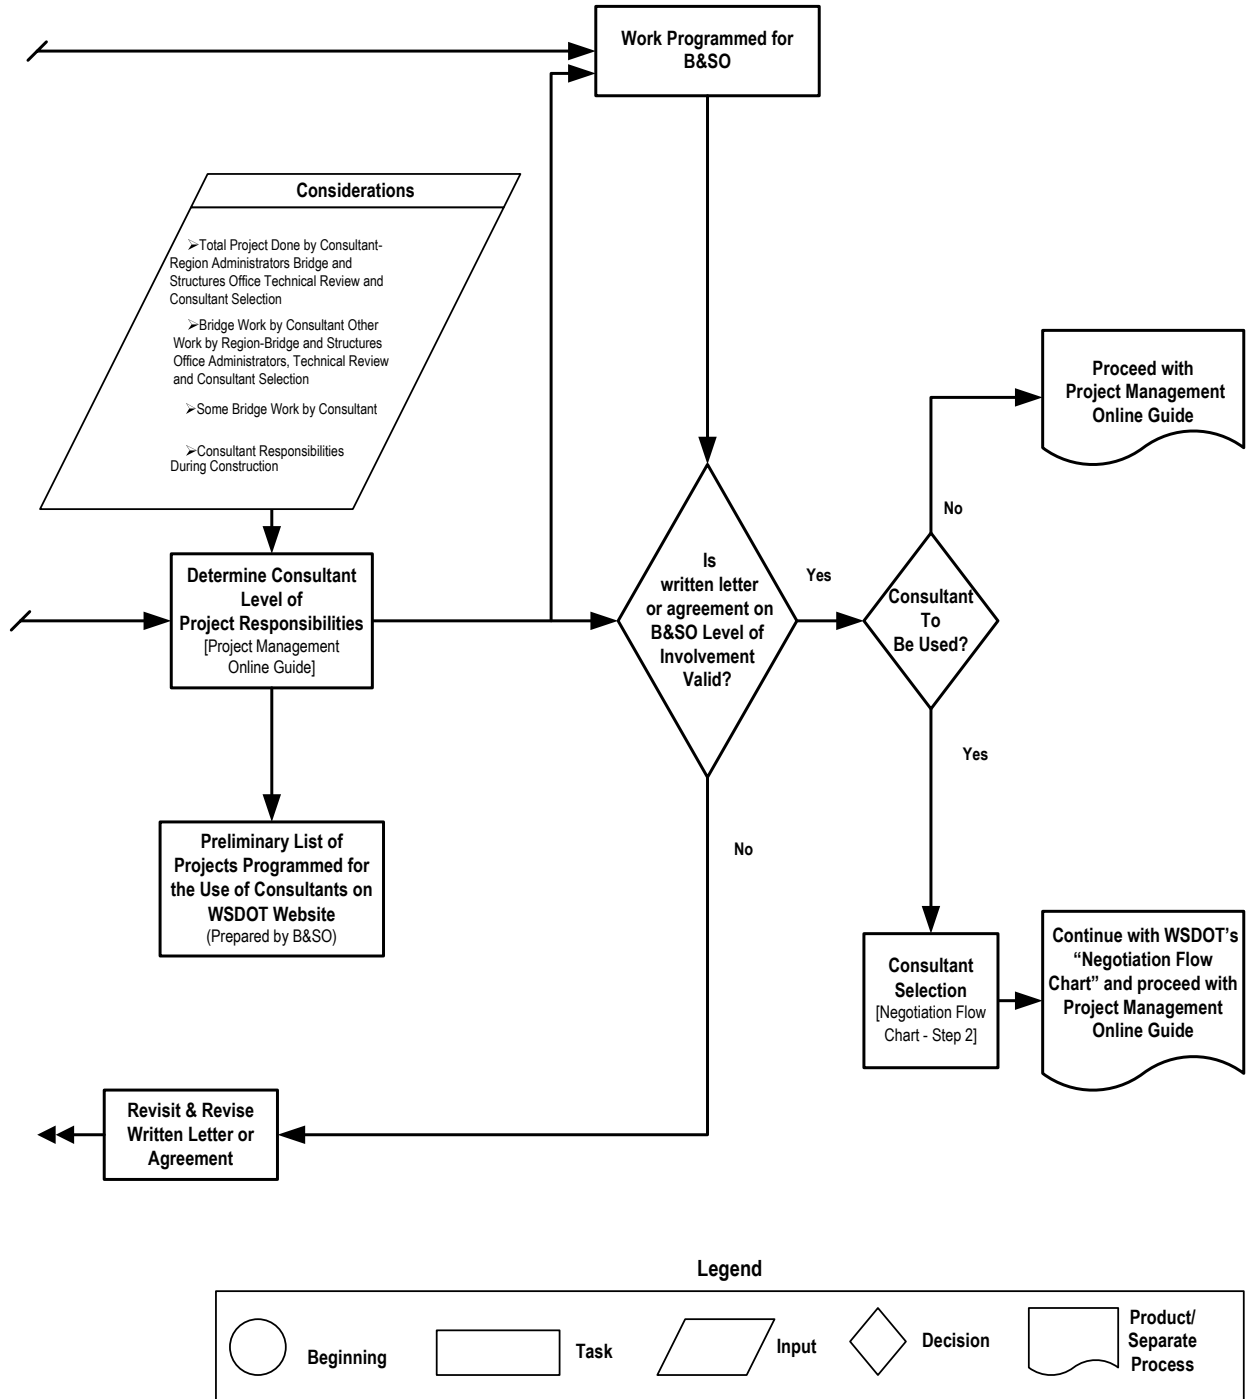 Work Programmed for
B&SO
Considerations
➢Total Project Done by Consultant-
Region Administrators Bridge and
Structures Office Technical Review and
Consultant Selection
➢Bridge Work by Consultant Other
Work by Region-Bridge and Structures
Office Administrators, Technical Review
and Consultant Selection
➢Some Bridge Work by Consultant
➢Consultant Responsibilities
During Construction
Proceed with
Project Management
Online Guide
No
Determine Consultant
Level of
Project Responsibilities
[Project Management
Online Guide]
Is
written letter
or agreement on
B&SO Level of
Involvement
Valid?
Yes
Consultant
To
Be Used?
Yes
No
Preliminary List of
Projects Programmed for
the Use of Consultants on
WSDOT Website
(Prepared by B&SO)
Consultant
Selection
[Negotiation Flow
Chart - Step 2]
Continue with WSDOT’s
“Negotiation Flow
Chart” and proceed with
Project Management
Online Guide
Revisit & Revise
Written Letter or
Agreement
Legend
Beginning
Task
Input
Decision
Product/
Separate
Process